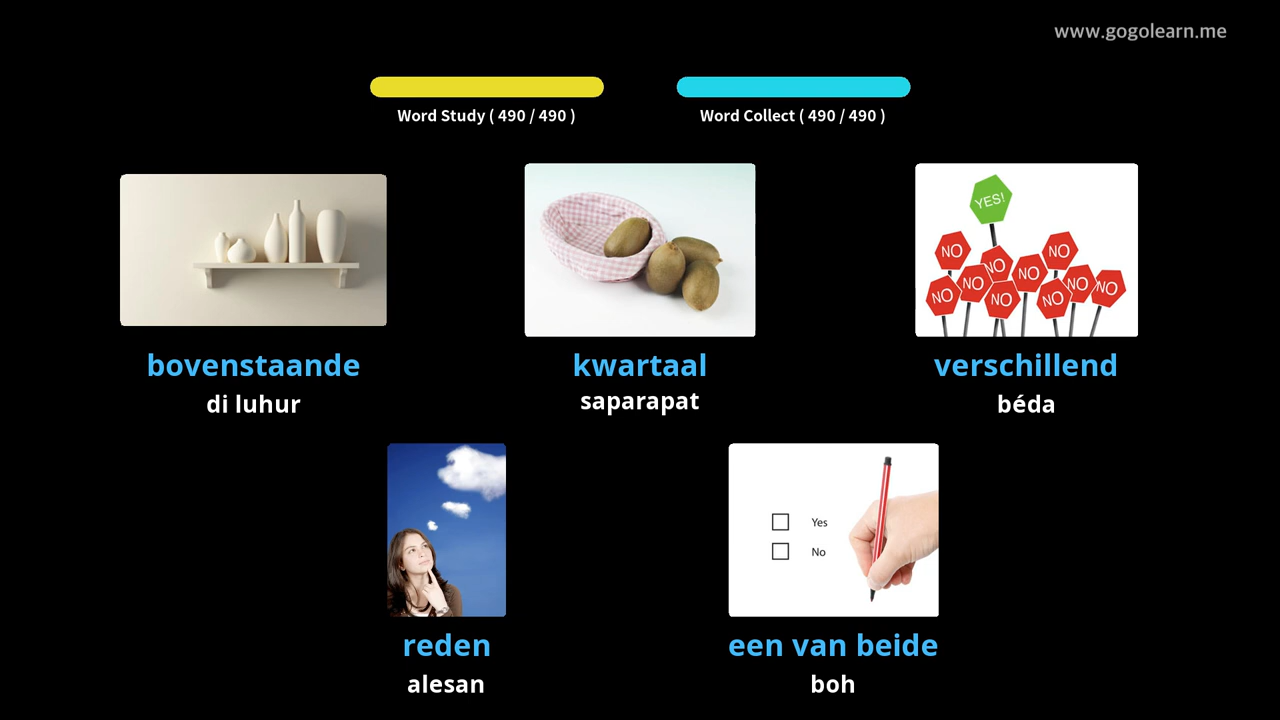 www.gogolearn.me
Word Study ( 490 / 490 )
Word Collect ( 490 / 490 )
YES!
NO
NO
NO
NO
NO
NO
NO
NO
NO
NO
bovenstaande
di luhur
kwartaal
saparapat
verschillend
béda
Yes
No
reden
alesan
een van beide
boh